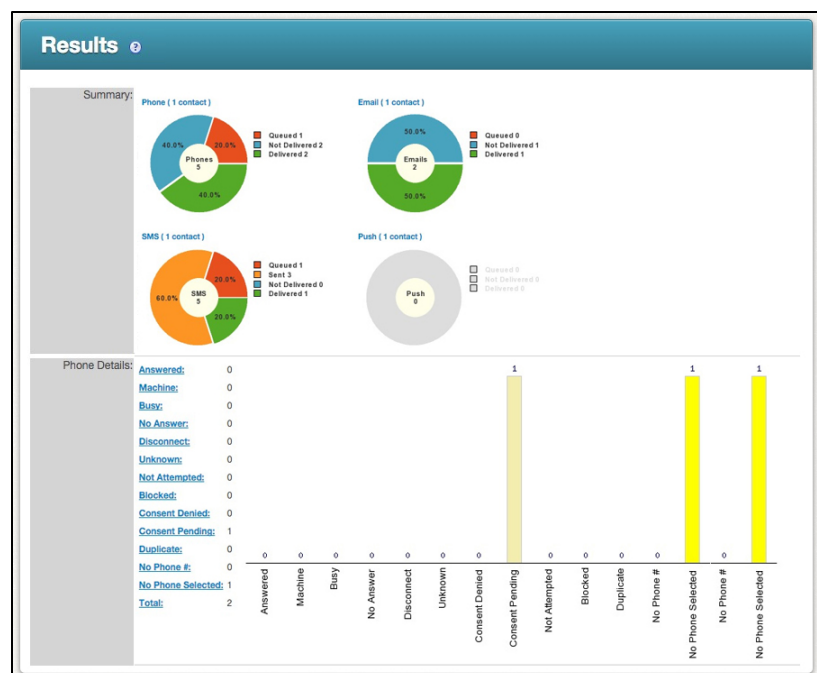 Results ?
Summary:
Phone ( 1 contact )
40.0%
20.0%
40.0%
Phones
5
Queued 1
Not Delivered 2
Delivered 2
Email ( 1 contact )
50.0%
Emails
2
50.0%
Queued 0
Not Delivered 1
Delivered 1
SMS ( 1 contact )
60.0%
20.0%
SMS
5
20.0%
Queued 1
Sent 3
Not Delivered 0
Delivered 1
Push ( 1 contact )
Push
0
Queued 0
Not Delivered 0
Delivered 0
Phone Details:
Answered: 0
Machine: 0
Busy: 0
No Answer: 0
Disconnect: 0
Unknown: 0
Not Attempted: 0
Blocked: 0
Consent Denied: 0
Consent Pending: 1
Duplicate: 0
No Phone #: 0
No Phone Selected: 1
Total: 2
0 0 0 0 0 0 0 1 0 0 0 0 1 0 1
Answered
Machine
Busy
No Answer
Disconnect
Unknown
Consent Denied
Consent Pending
Not Attempted
Blocked
Duplicate
No Phone #
No Phone Selected
No Phone #
No Phone Selected